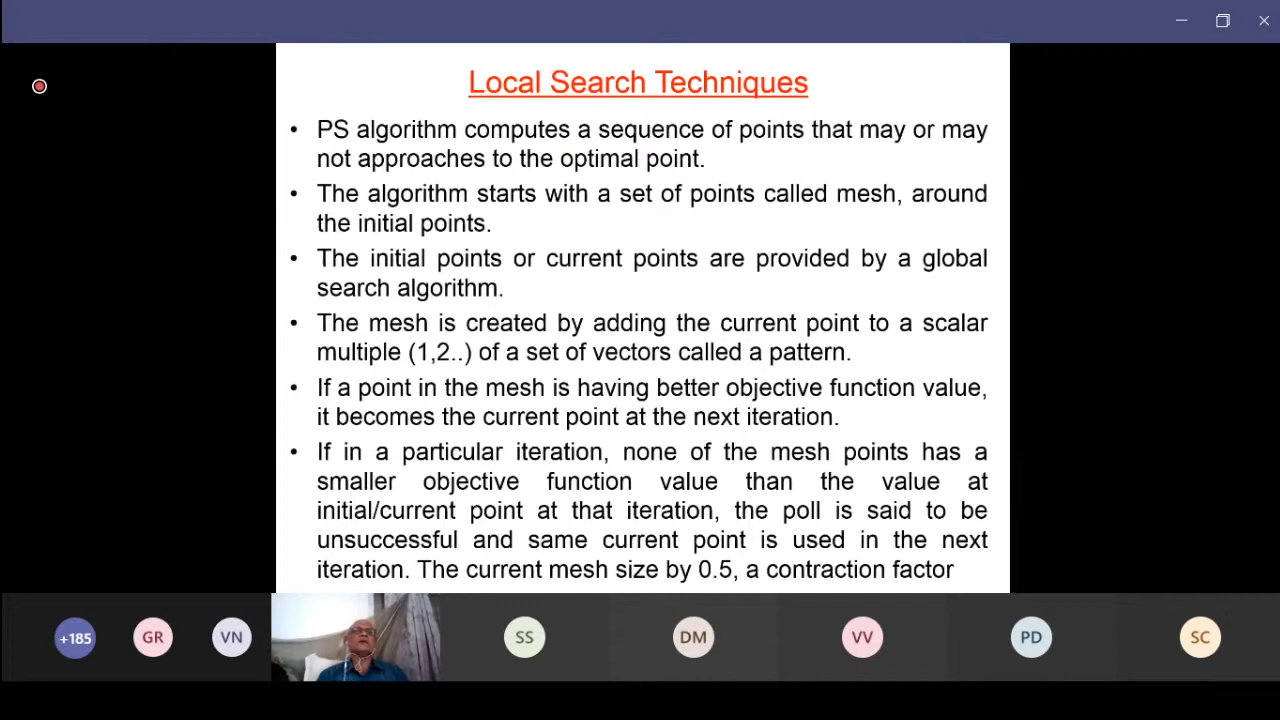 Local Search Techniques
• PS algorithm computes a sequence of points that may or may
not approaches to the optimal point.
• The algorithm starts with a set of points called mesh, around
the initial points.
• The initial points or current points are provided by a global
search algorithm.
• The mesh is created by adding the current point to a scalar
multiple (1,2..) of a set of vectors called a pattern.
• If a point in the mesh is having better objective function value,
it becomes the current point at the next iteration.
• If in a particular iteration, none of the mesh points has a
smaller objective function value than the value at
initial/current point at that iteration, the poll is said to be
unsuccessful and same current point is used in the next
iteration. The current mesh size by 0.5, a contraction factor
+185 GR VN SS DM VV PD SC